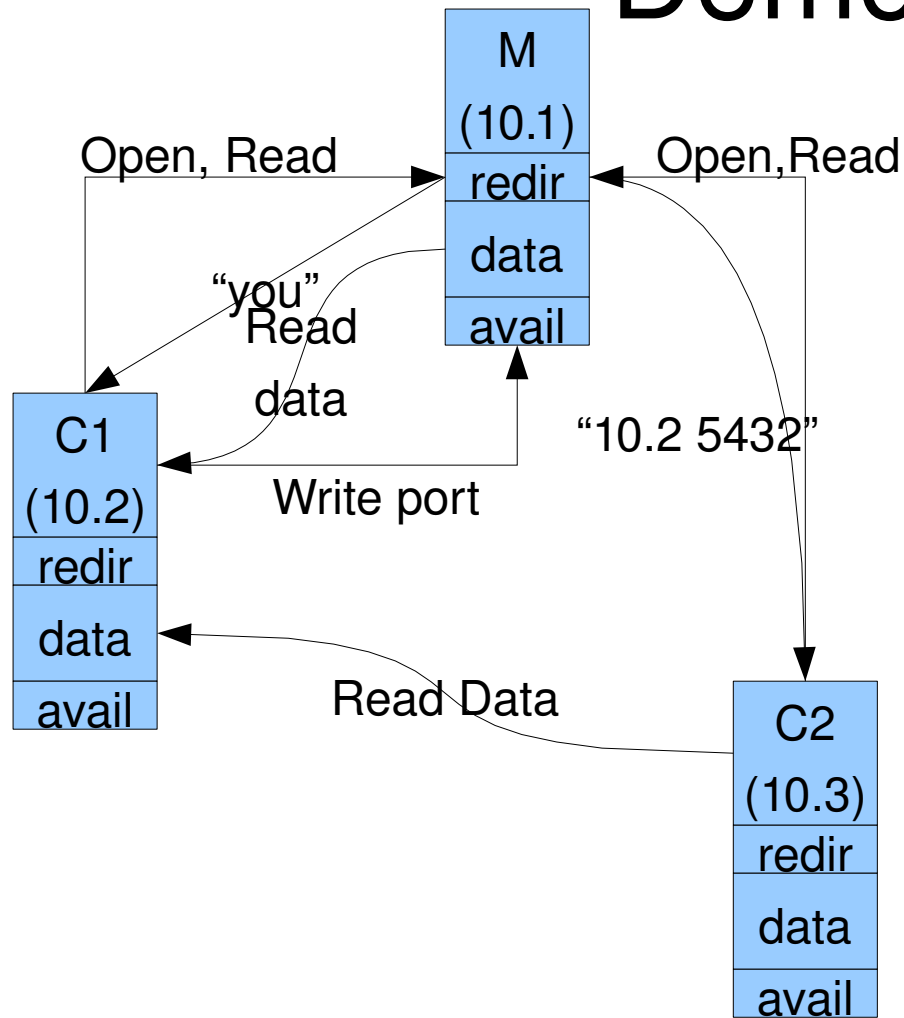 M
(10.1)
redir
data
avail
Open, Read
Open,Read
“you”
Read
data
“10.2 5432”
Write port
C1
(10.2)
redir
data
avail
Read Data
C2
(10.3)
redir
data
avail